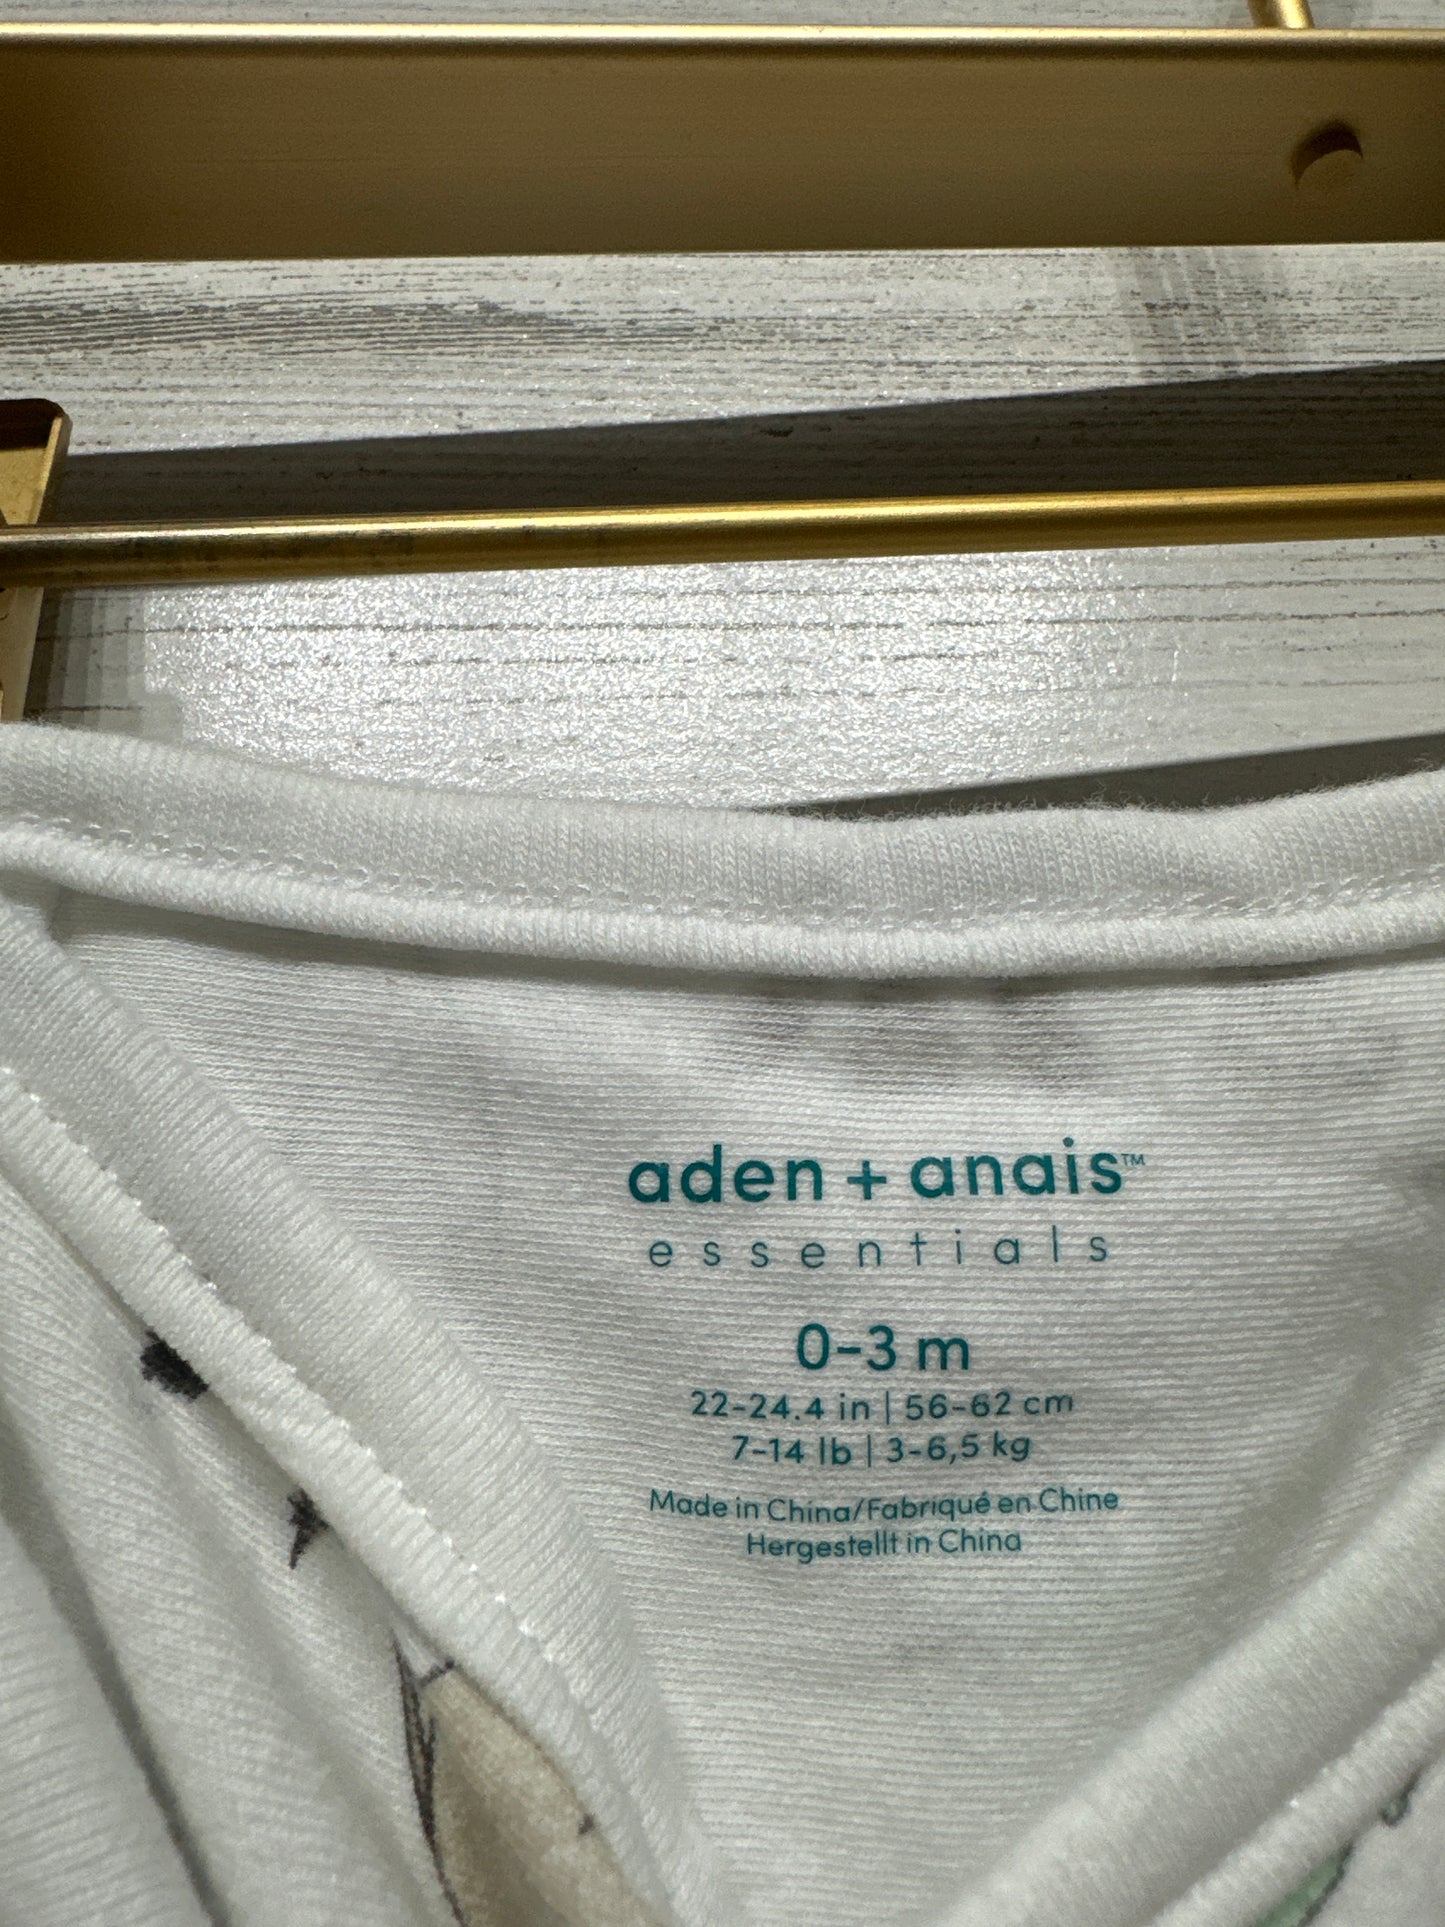 aden + anais™
essentials
0-3 m
22-24.4 in | 56-62 cm
7-14 lb | 3-6,5 kg
Made in China/Fabriqué en Chine
Hergestellt in China